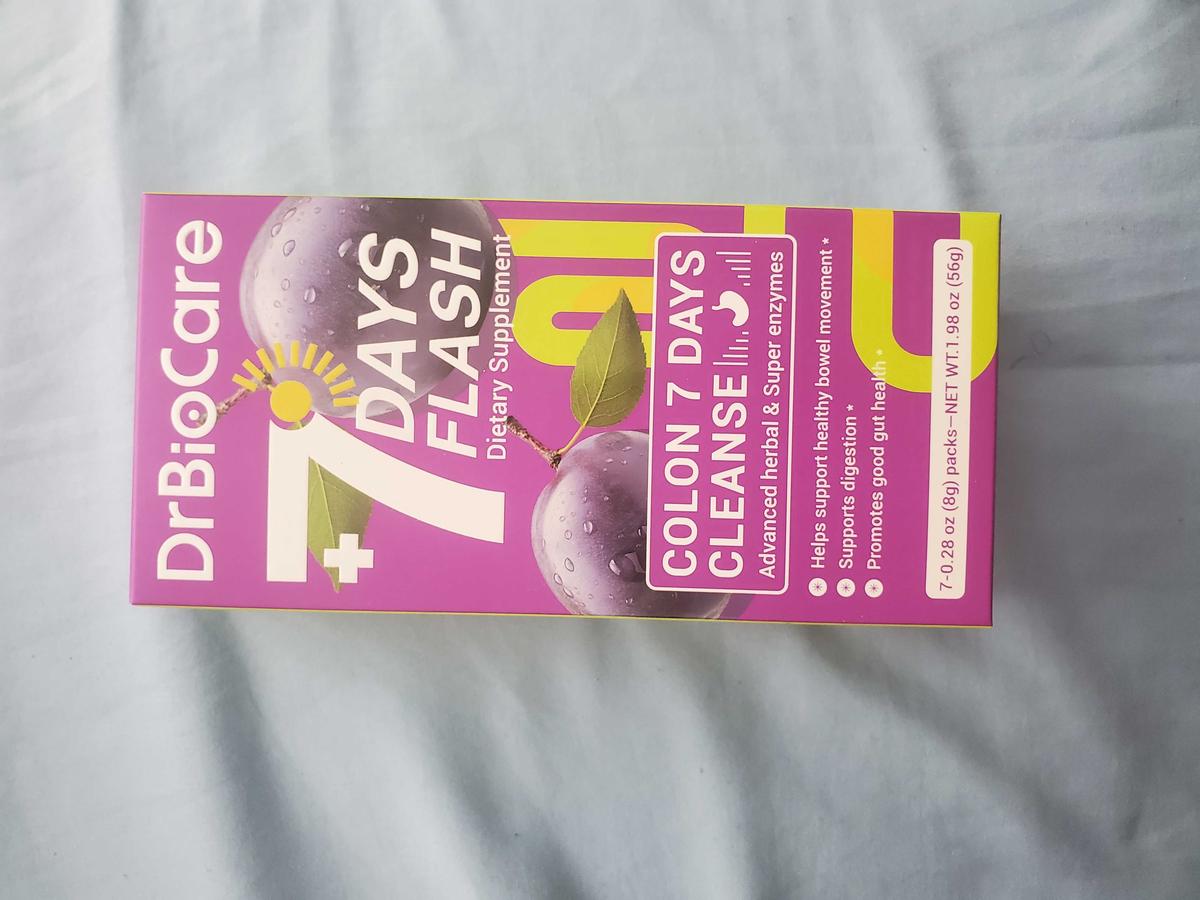 DrBioCare
7
DAYS
FLASH
Dietary Supplement
COLON 7 DAYS
CLEANSE
Advanced herbal & Super enzymes
Helps support healthy bowel movement *
Supports digestion *
Promotes good gut health *
7-0.28 oz (8g) packs—NET WT.1.98 oz (56g)